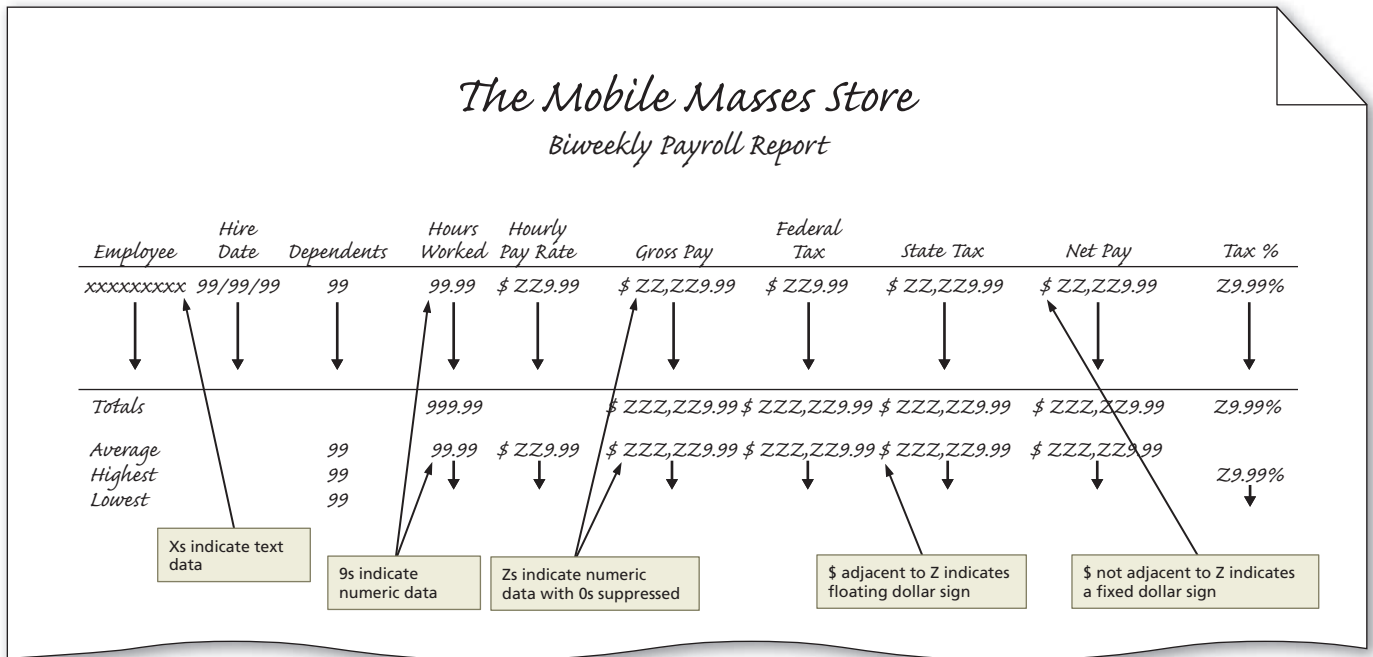 The Mobile Masses Store
Biweekly Payroll Report
Employee Hire Date Dependents Hours Worked Hourly Pay Rate Gross Pay Federal Tax State Tax Net Pay Tax %
xxxxxxxxx 99/99/99 99 99.99 $ ZZ9.99 $ ZZ,ZZ9.99 $ ZZ9.99 $ ZZ,ZZ9.99 $ ZZ,ZZ9.99 Z9.99%
Totals 999.99 $ ZZZ,ZZ9.99 $ ZZZ,ZZ9.99 $ ZZZ,ZZ9.99 $ ZZZ,ZZ9.99 Z9.99%
Average 99 99.99 $ ZZ9.99 $ ZZZ,ZZ9.99 $ ZZZ,ZZ9.99 $ ZZZ,ZZ9.99 $ ZZZ,ZZ9.99
Highest 99 Z9.99%
Lowest 99
Xs indicate text
data
9s indicate
numeric data
Zs indicate numeric
data with 0s suppressed
$ adjacent to Z indicates
floating dollar sign
$ not adjacent to Z indicates
a fixed dollar sign